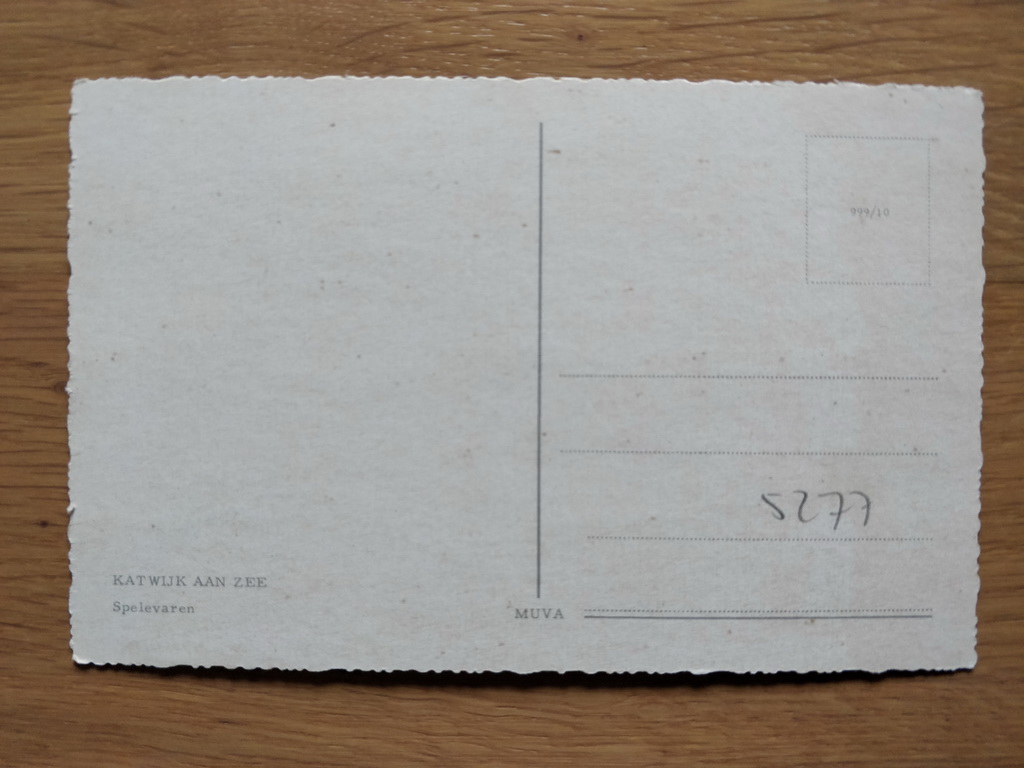 999/10
5277
KATWIJK AAN ZEE
Spelevaren
MUVA